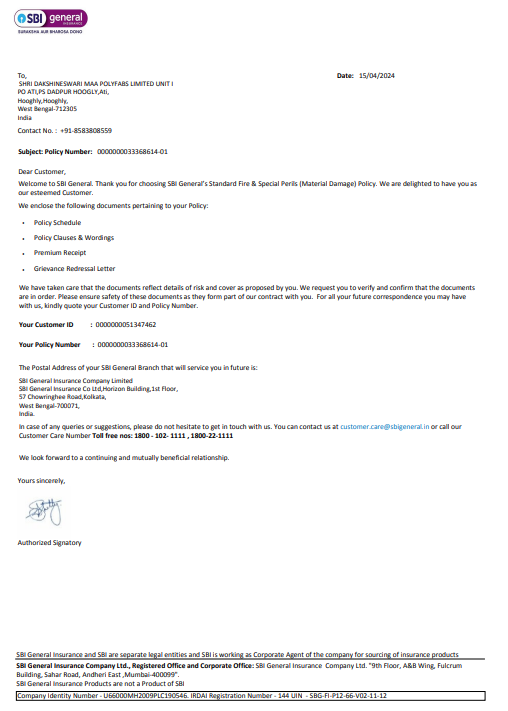 SBI general
INSURANCE
SURAKSHA AUR BHAROSA DONO
To,
Date: 15/04/2024
SHRI DAKSHINESWARI MAA POLYFABS LIMITED UNIT I
PO ATI,PS DADPUR HOOGLY,Ati,
Hooghly,Hooghly,
West Bengal-712305
India
Contact No. : +91-8583808559
Subject: Policy Number: 0000000033368614-01
Dear Customer,
Welcome to SBI General. Thank you for choosing SBI General's Standard Fire & Special Perils (Material Damage) Policy. We are delighted to have you as
our esteemed Customer.
We enclose the following documents pertaining to your Policy:
• Policy Schedule
• Policy Clauses & Wordings
• Premium Receipt
• Grievance Redressal Letter
We have taken care that the documents reflect details of risk and cover as proposed by you. We request you to verify and confirm that the documents
are in order. Please ensure safety of these documents as they form part of our contract with you. For all your future correspondence you may have
with us, kindly quote your Customer ID and Policy Number.
Your Customer ID : 0000000051347462
Your Policy Number : 0000000033368614-01
The Postal Address of your SBI General Branch that will service you in future is:
SBI General Insurance Company Limited
SBI General Insurance Co Ltd,Horizon Building,1st Floor,
57 Chowringhee Road,Kolkata,
West Bengal-700071,
India.
In case of any queries or suggestions, please do not hesitate to get in touch with us. You can contact us at customer.care@sbigeneral.in or call our
Customer Care Number Toll free nos: 1800 - 102- 1111 , 1800-22-1111
We look forward to a continuing and mutually beneficial relationship.
Yours sincerely,
Authorized Signatory
SBI General Insurance and SBI are separate legal entities and SBI is working as Corporate Agent of the company for sourcing of insurance products
SBI General Insurance Company Ltd., Registered Office and Corporate Office: SBI General Insurance Company Ltd. "9th Floor, A&B Wing, Fulcrum
Building, Sahar Road, Andheri East ,Mumbai-400099".
SBI General Insurance Products are not a Product of SBI
Company Identity Number - U66000MH2009PLC190546. IRDAI Registration Number - 144 UIN - SBG-FI-P12-66-V02-11-12